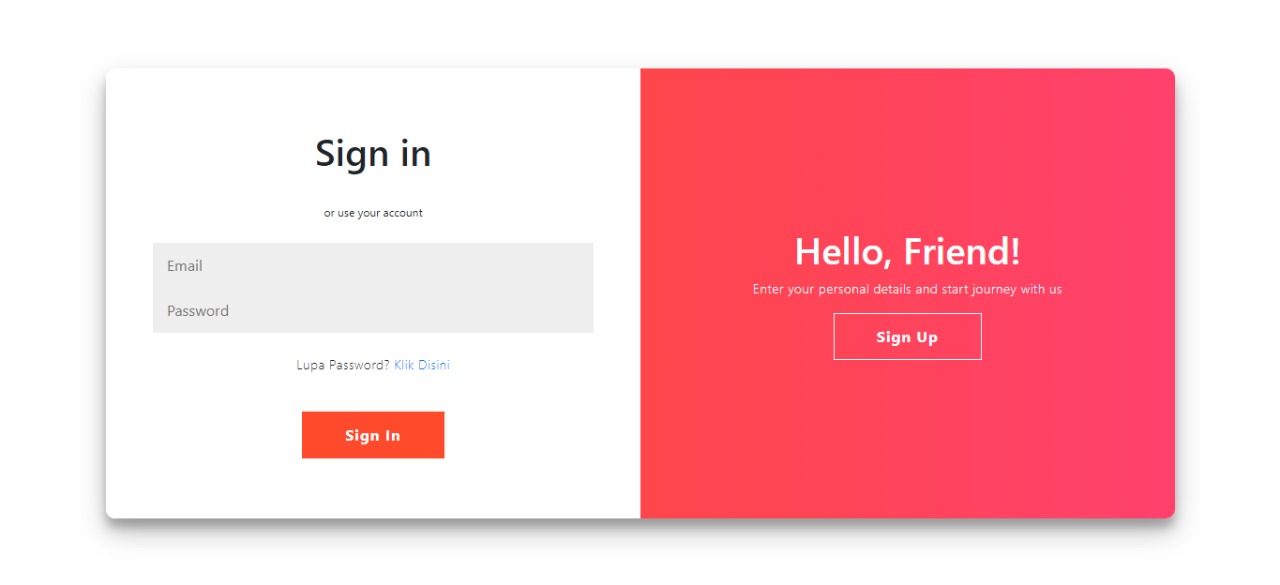 Sign in
or use your account
Email
Password
Lupa Password? Klik Disini
Sign In
Hello, Friend!
Enter your personal details and start journey with us
Sign Up